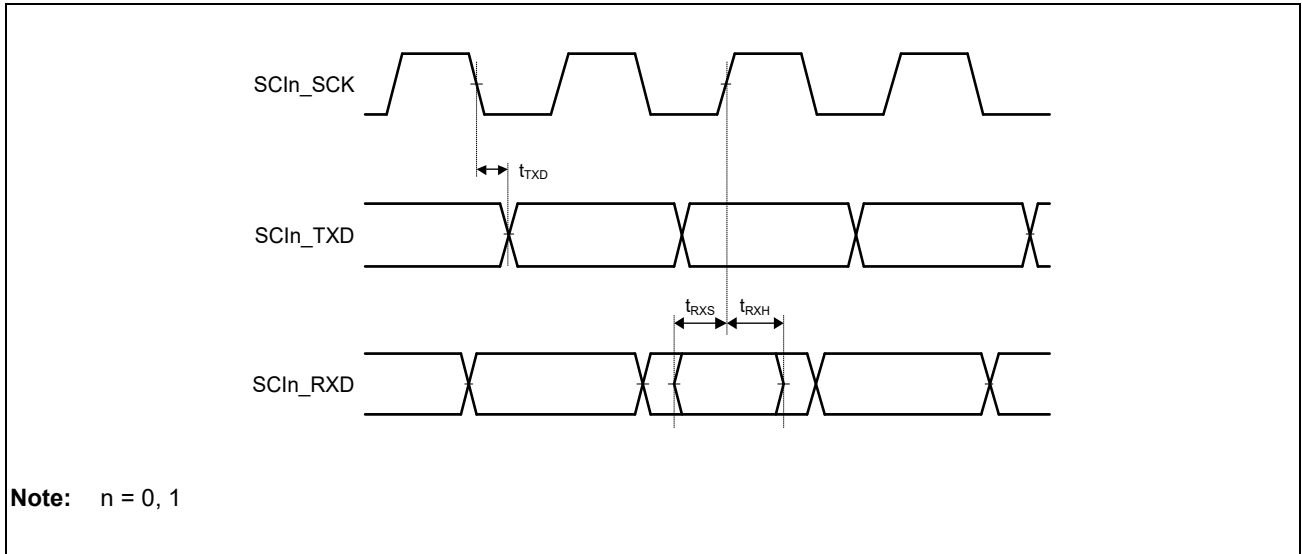 SCIn_SCK
tTXD
SCIn_TXD
tRXS tRXH
SCIn_RXD
Note: n = 0, 1